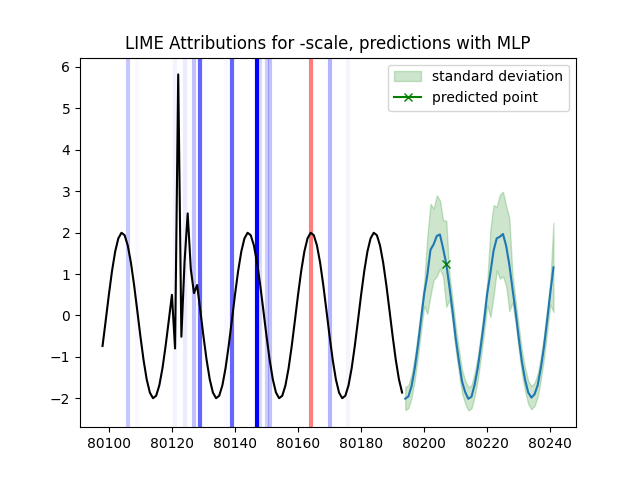 LIME Attributions for -scale, predictions with MLP
6
5
4
3
2
1
0
−1
−2
standard deviation
predicted point
80100 80120 80140 80160 80180 80200 80220 80240